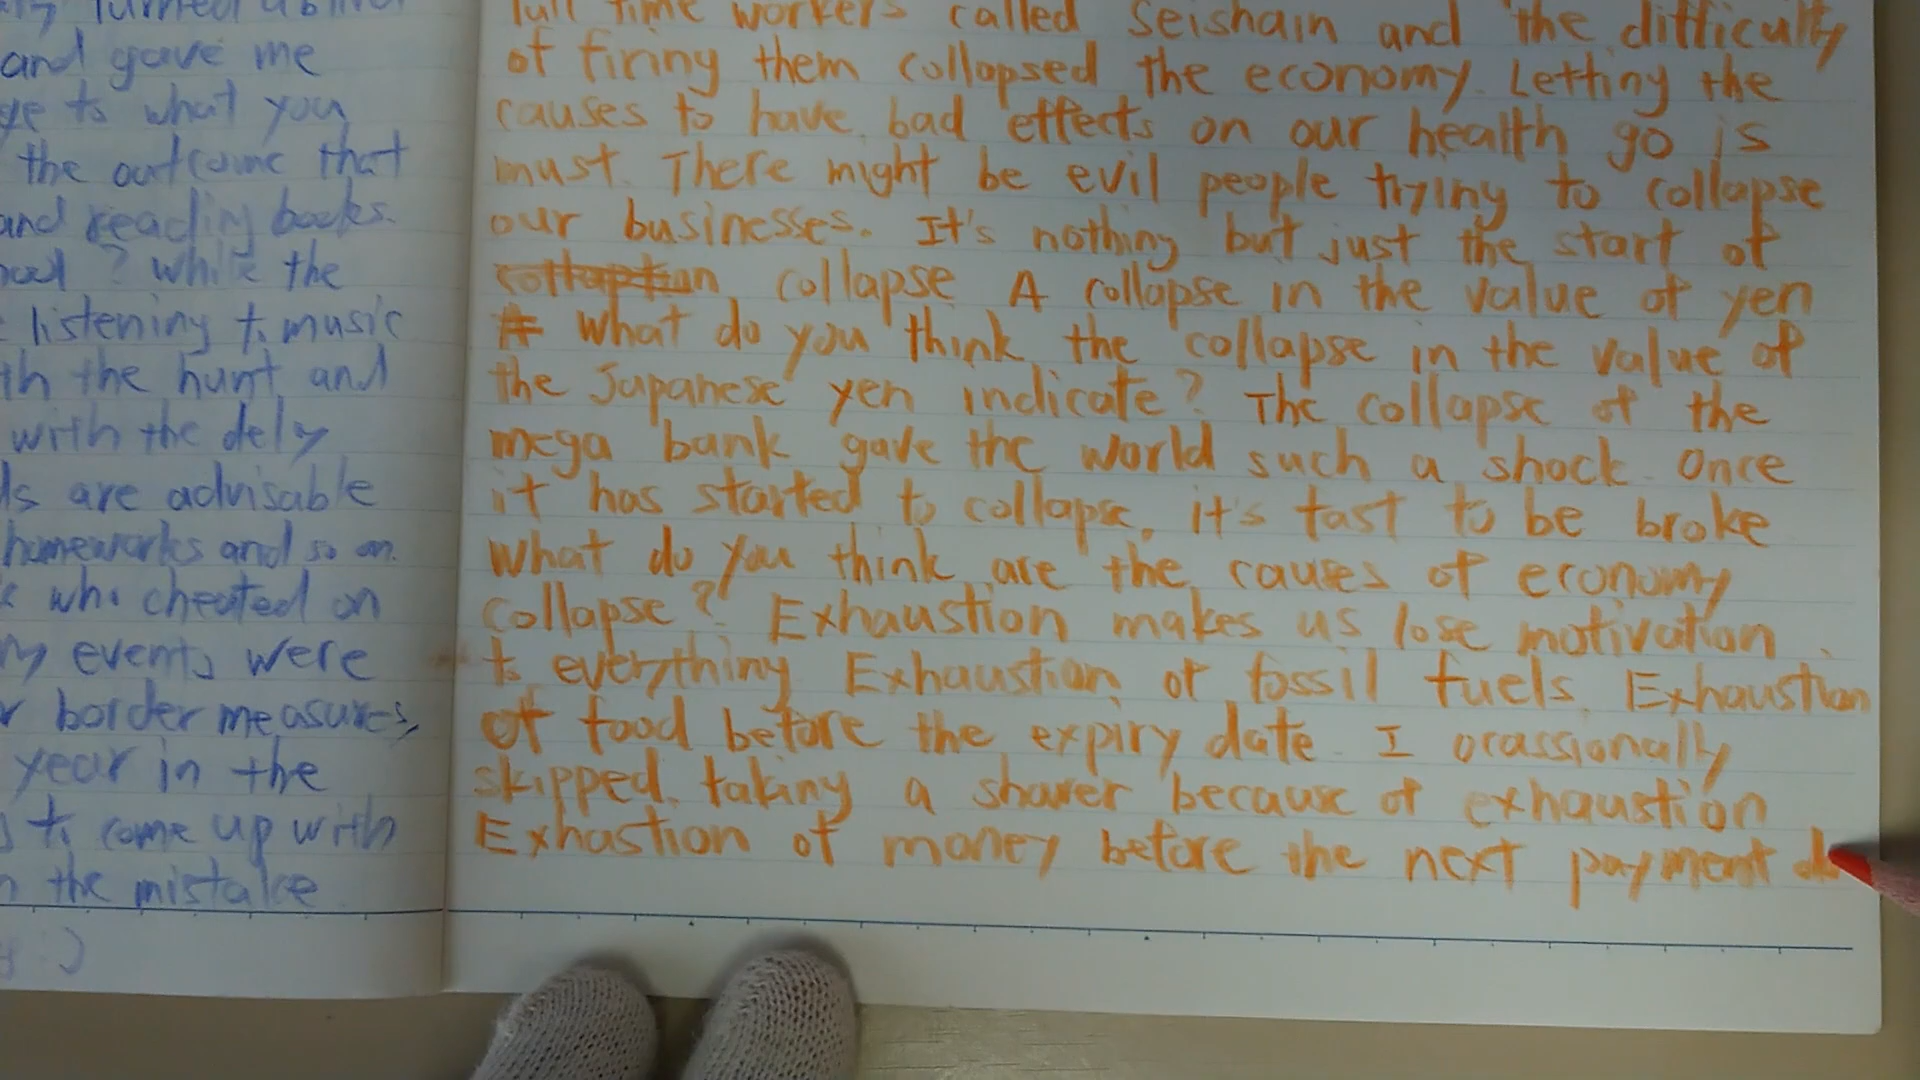 and gave me
to what you
the outcome that
and reading books.
? while the
listening to music
the hunt and
with the dely
are advisable
homeworks and so on.
who cheated on
events were
border measures,
year in the
to come up with
the mistake
:)
full time workers called Seishain and the difficulty
of firing them collapsed the economy. Letting the
causes to have bad effects on our health go is
must. There might be evil people trying to collapse
our businesses. It's nothing but just the start of
collapse A collapse in the value of yen
What do you think the collapse in the value of
the Japanese yen indicate? The collapse of the
mega bank gave the world such a shock. Once
it has started to collapse, it's fast to be broke
What do you think are the causes of economy
collapse? Exhaustion makes us lose motivation
to everything Exhaustion of fossil fuels. Exhaustion
of food before the expiry date. I ocassionally
skipped taking a shower because of exhaustion
Exhastion of money before the next payment